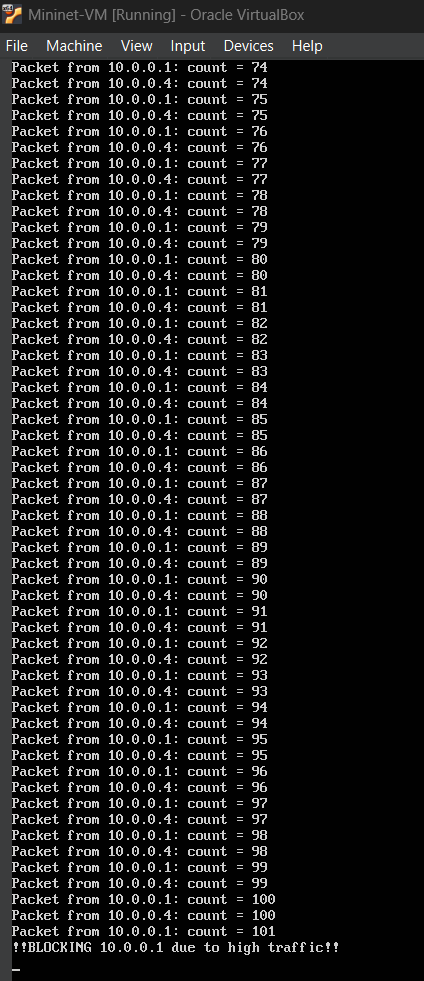 Mininet-VM [Running] - Oracle VirtualBox
File Machine View Input Devices Help
Packet from 10.0.0.1: count = 74
Packet from 10.0.0.4: count = 74
Packet from 10.0.0.1: count = 75
Packet from 10.0.0.4: count = 75
Packet from 10.0.0.1: count = 76
Packet from 10.0.0.4: count = 76
Packet from 10.0.0.1: count = 77
Packet from 10.0.0.4: count = 77
Packet from 10.0.0.1: count = 78
Packet from 10.0.0.4: count = 78
Packet from 10.0.0.1: count = 79
Packet from 10.0.0.4: count = 79
Packet from 10.0.0.1: count = 80
Packet from 10.0.0.4: count = 80
Packet from 10.0.0.1: count = 81
Packet from 10.0.0.4: count = 81
Packet from 10.0.0.1: count = 82
Packet from 10.0.0.4: count = 82
Packet from 10.0.0.1: count = 83
Packet from 10.0.0.4: count = 83
Packet from 10.0.0.1: count = 84
Packet from 10.0.0.4: count = 84
Packet from 10.0.0.1: count = 85
Packet from 10.0.0.4: count = 85
Packet from 10.0.0.1: count = 86
Packet from 10.0.0.4: count = 86
Packet from 10.0.0.1: count = 87
Packet from 10.0.0.4: count = 87
Packet from 10.0.0.1: count = 88
Packet from 10.0.0.4: count = 88
Packet from 10.0.0.1: count = 89
Packet from 10.0.0.4: count = 89
Packet from 10.0.0.1: count = 90
Packet from 10.0.0.4: count = 90
Packet from 10.0.0.1: count = 91
Packet from 10.0.0.4: count = 91
Packet from 10.0.0.1: count = 92
Packet from 10.0.0.4: count = 92
Packet from 10.0.0.1: count = 93
Packet from 10.0.0.4: count = 93
Packet from 10.0.0.1: count = 94
Packet from 10.0.0.4: count = 94
Packet from 10.0.0.1: count = 95
Packet from 10.0.0.4: count = 95
Packet from 10.0.0.1: count = 96
Packet from 10.0.0.4: count = 96
Packet from 10.0.0.1: count = 97
Packet from 10.0.0.4: count = 97
Packet from 10.0.0.1: count = 98
Packet from 10.0.0.4: count = 98
Packet from 10.0.0.1: count = 99
Packet from 10.0.0.4: count = 99
Packet from 10.0.0.1: count = 100
Packet from 10.0.0.4: count = 100
Packet from 10.0.0.1: count = 101
!!BLOCKING 10.0.0.1 due to high traffic!!